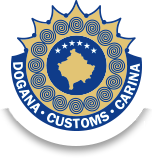 DOGANA · CUSTOMS · CARINA